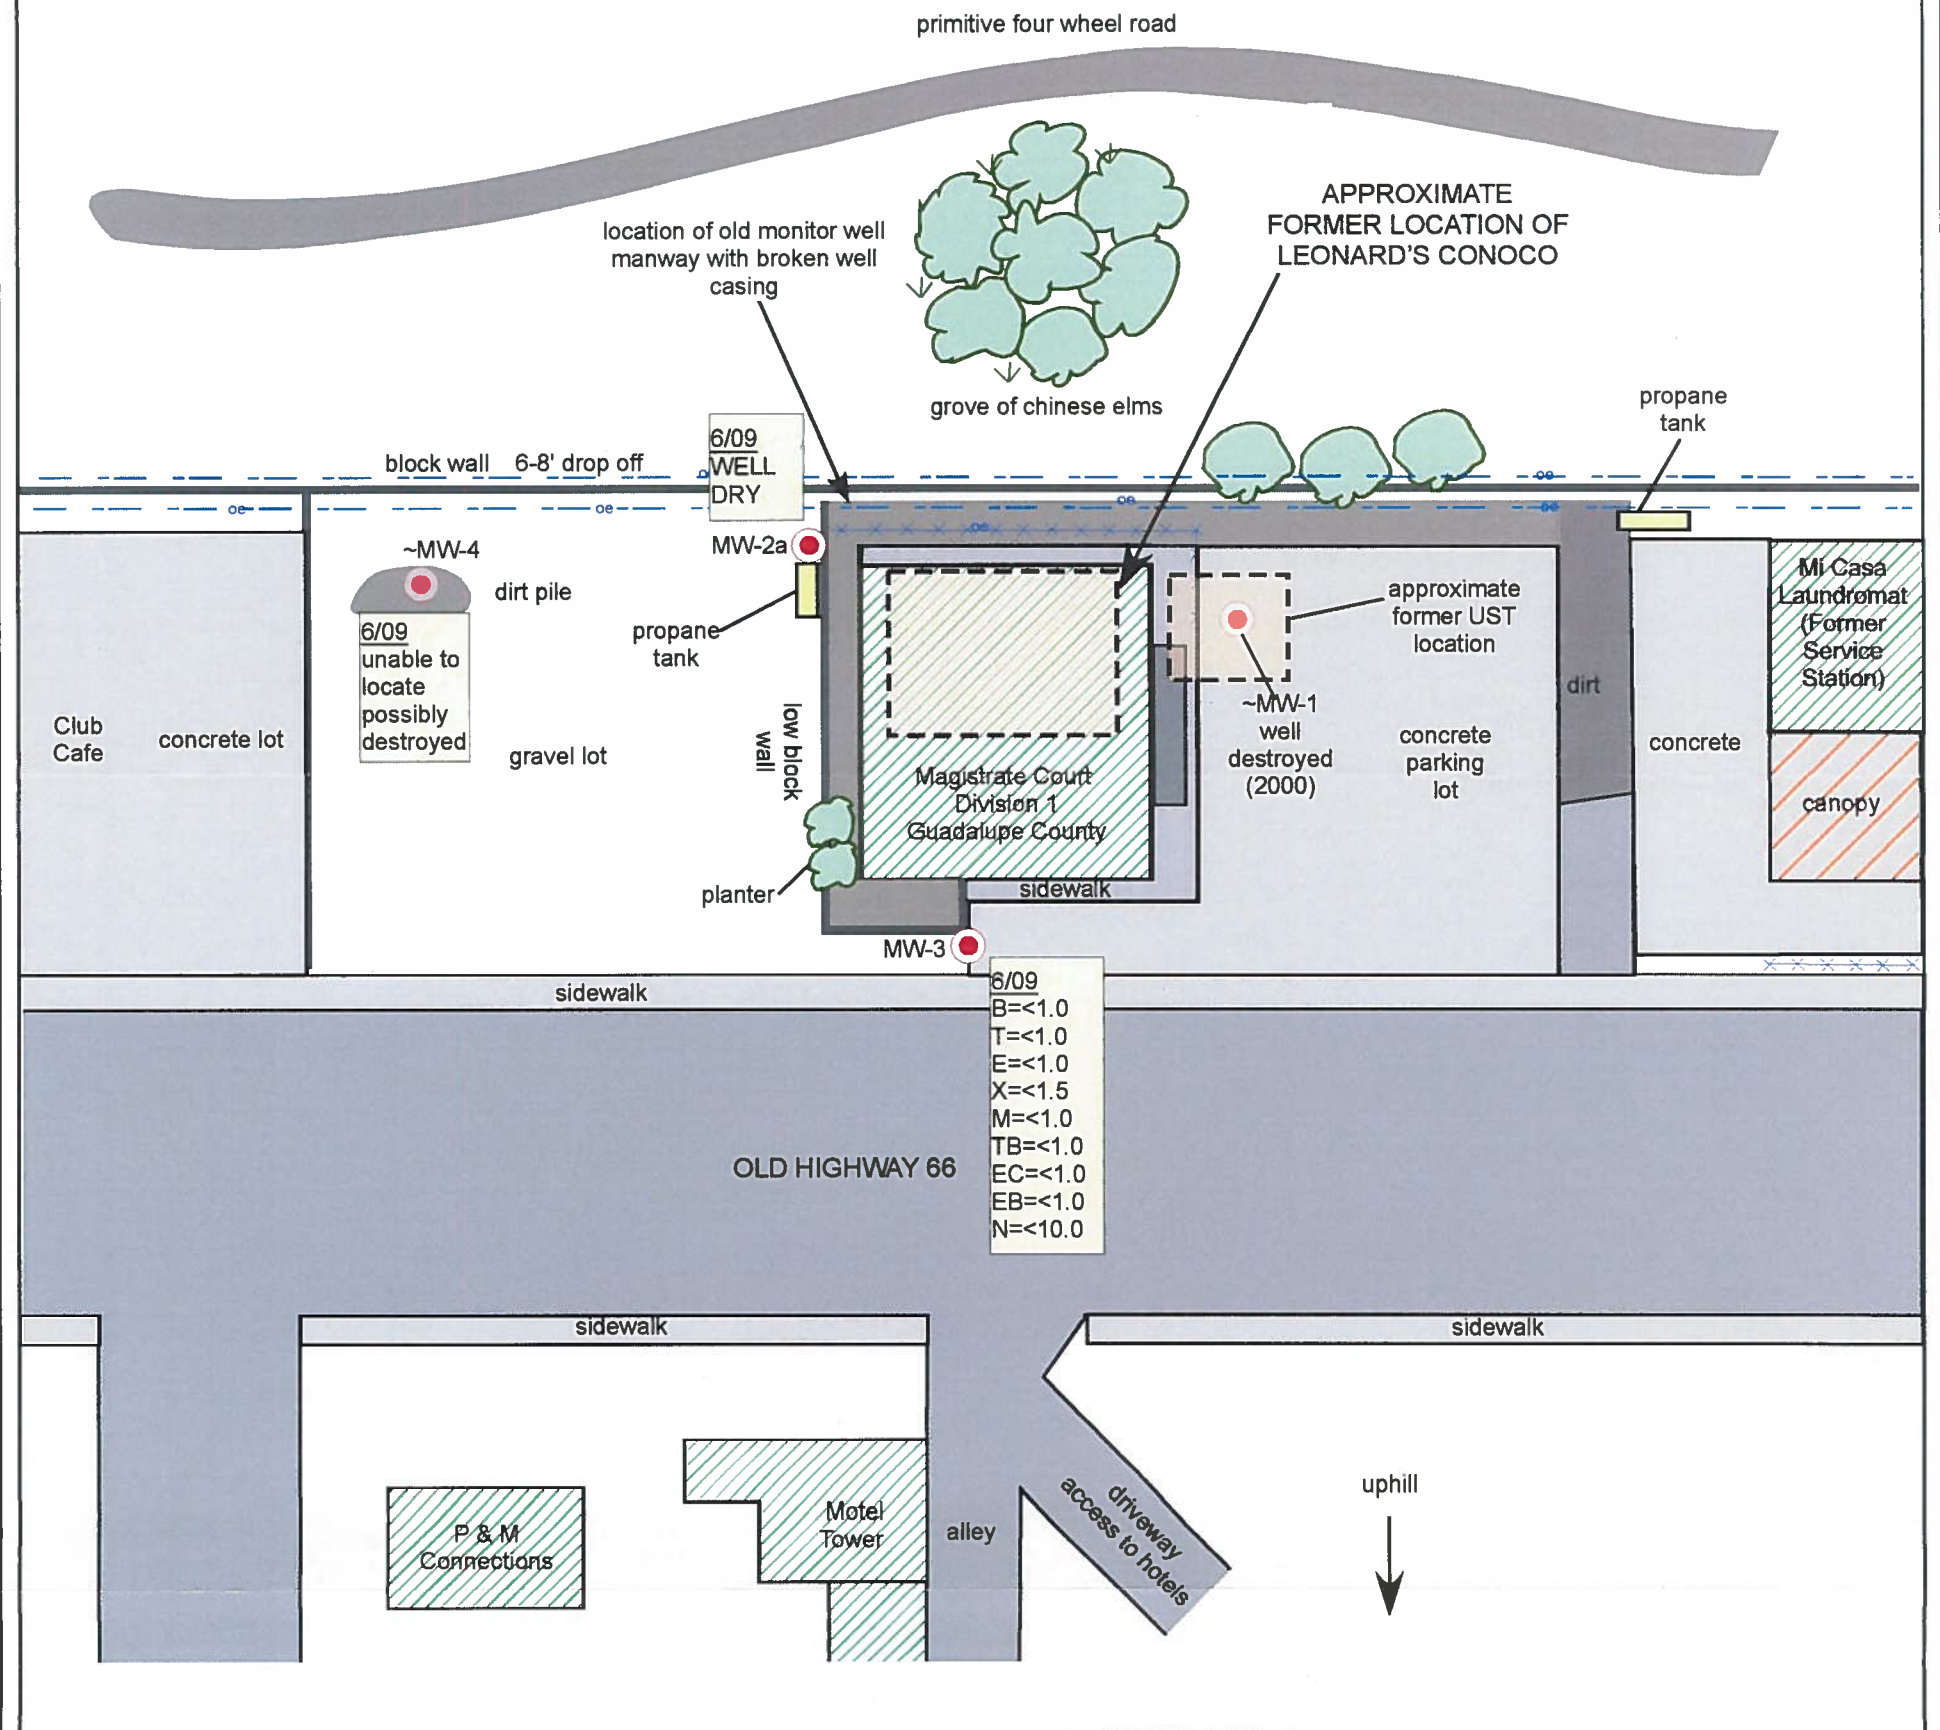 primitive four wheel road
APPROXIMATE
FORMER LOCATION OF
LEONARD'S CONOCO
location of old monitor well
manway with broken well
casing
grove of chinese elms
propane
tank
6/09
WELL
DRY
block wall 6-8' drop off
oe
oe
oe
oe
oe
oe
MW-2a
~MW-4
dirt pile
6/09
unable to
locate
possibly
destroyed
propane
tank
approximate
former UST
location
~MW-1
well
destroyed
(2000)
concrete
parking
lot
dirt
Mi Casa
Laundromat
(Former
Service
Station)
concrete
canopy
Club
Cafe
concrete lot
gravel lot
low block
wall
Magistrate Court
Division 1
Guadalupe County
planter
sidewalk
MW-3
6/09
B=<1.0
T=<1.0
E=<1.0
X=<1.5
M=<1.0
TB=<1.0
EC=<1.0
EB=<1.0
N=<10.0
sidewalk
OLD HIGHWAY 66
sidewalk
sidewalk
P & M
Connections
Motel
Tower
alley
driveway
access to hotels
uphill